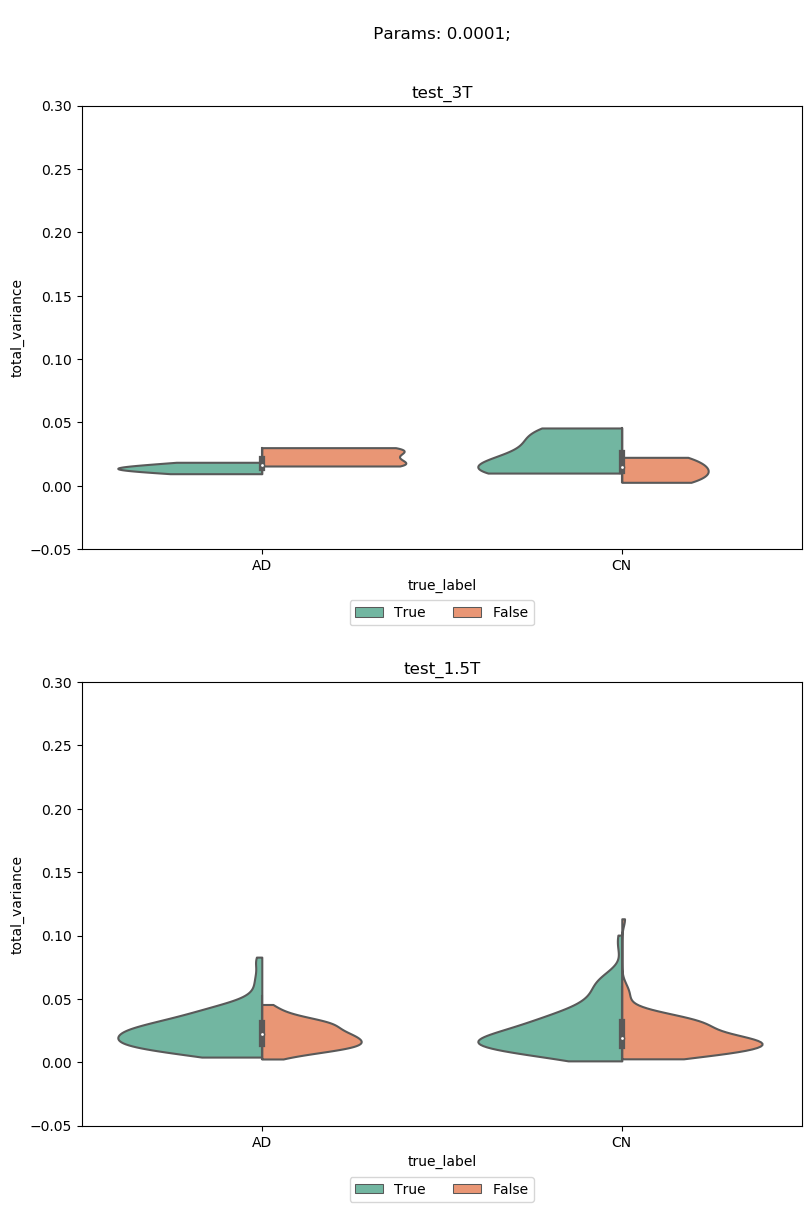 Params: 0.0001;
test_3T
0.30
0.25
0.20
0.15
0.10
0.05
0.00
−0.05
total_variance
AD CN
true_label
True False
test_1.5T
0.30
0.25
0.20
0.15
0.10
0.05
0.00
−0.05
total_variance
AD CN
true_label
True False